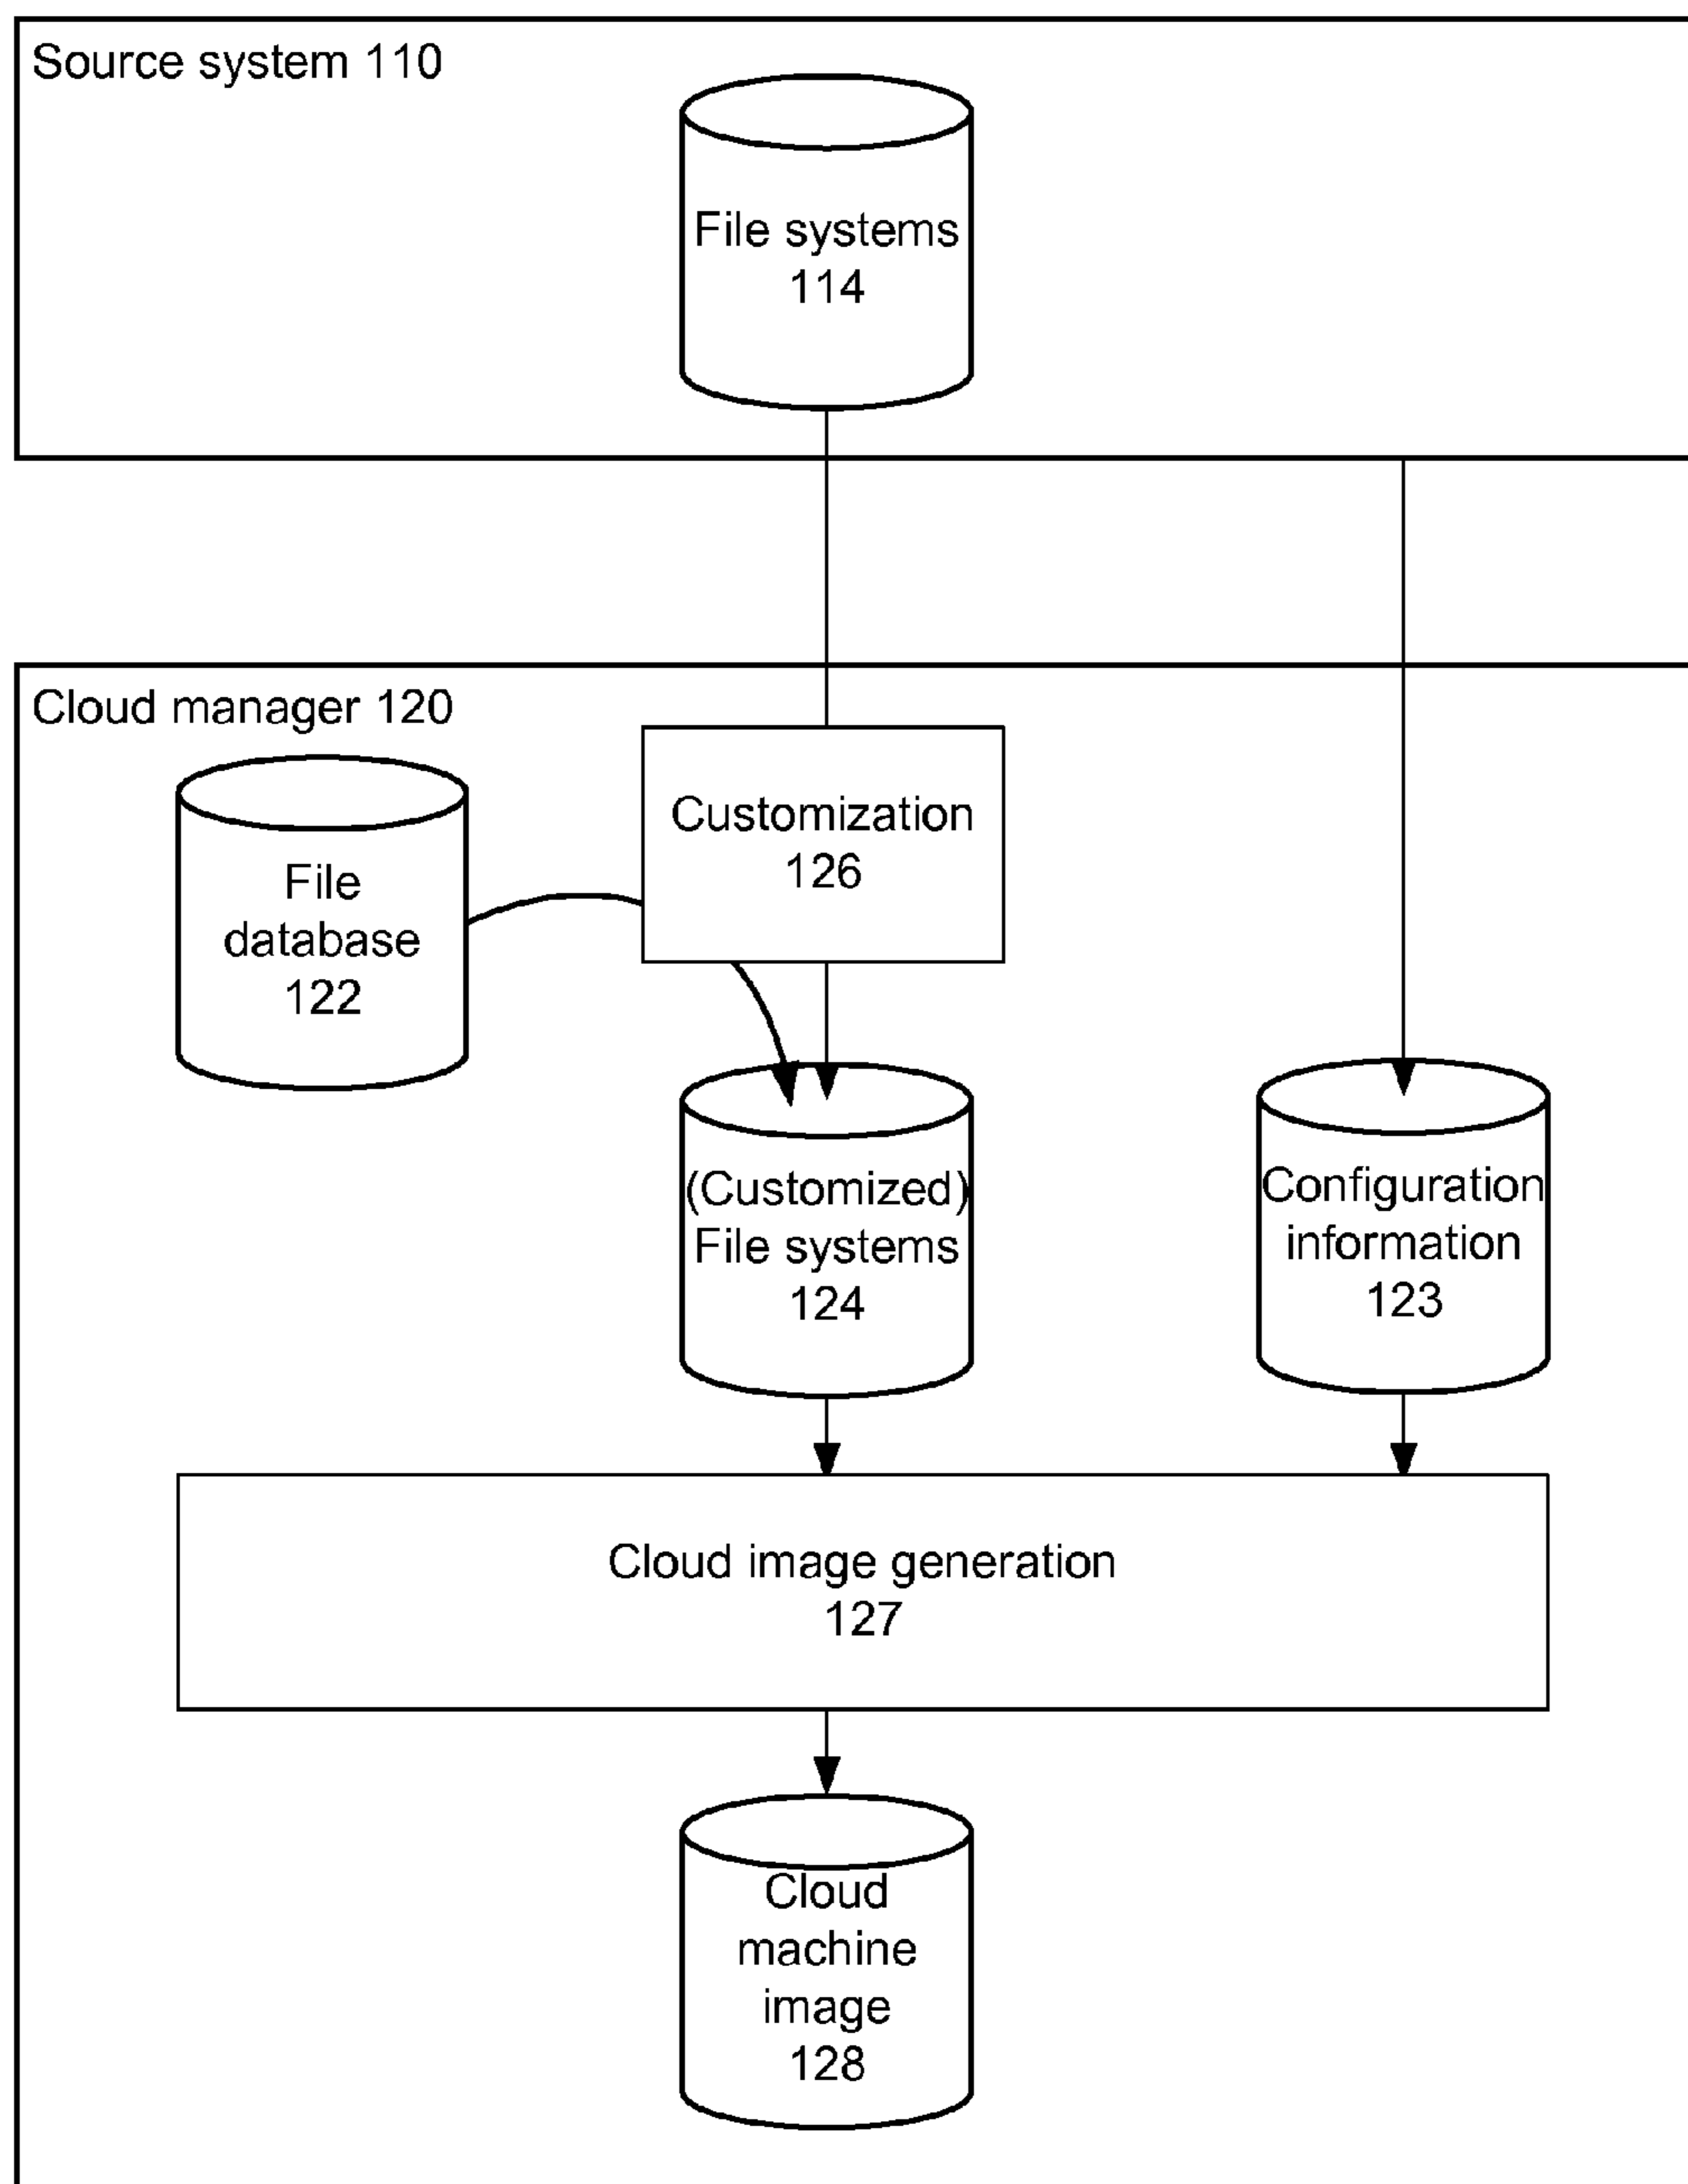 Source system 110
File systems
114
Cloud manager 120
Customization
126
File
database
122
(Customized)
File systems
124
Configuration
information
123
Cloud image generation
127
Cloud
machine
image
128